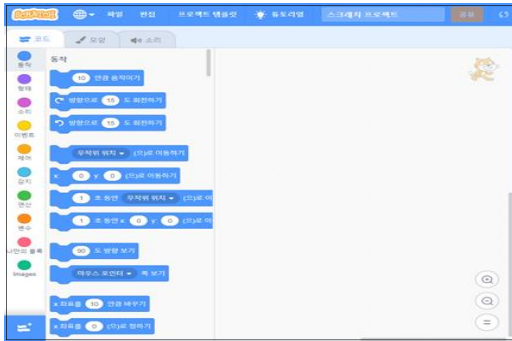 SCRATCH 파일 편집 프로젝트 템플릿 튜토리얼 스크래치 프로젝트 공유
코드 모양 소리
동작
동작
형태
소리
이벤트
제어
감지
연산
변수
나만의 블록
Images
10 만큼 움직이기
방향으로 15 도 회전하기
방향으로 15 도 회전하기
무작위 위치 (으)로 이동하기
x: 0 y: 0 (으)로 이동하기
1 초 동안 무작위 위치 (으)로 이
1 초 동안 x: 0 y: 0 (으)로 이
90 도 방향 보기
마우스 포인터 쪽 보기
x 좌표를 10 만큼 바꾸기
x 좌표를 0 (으)로 정하기